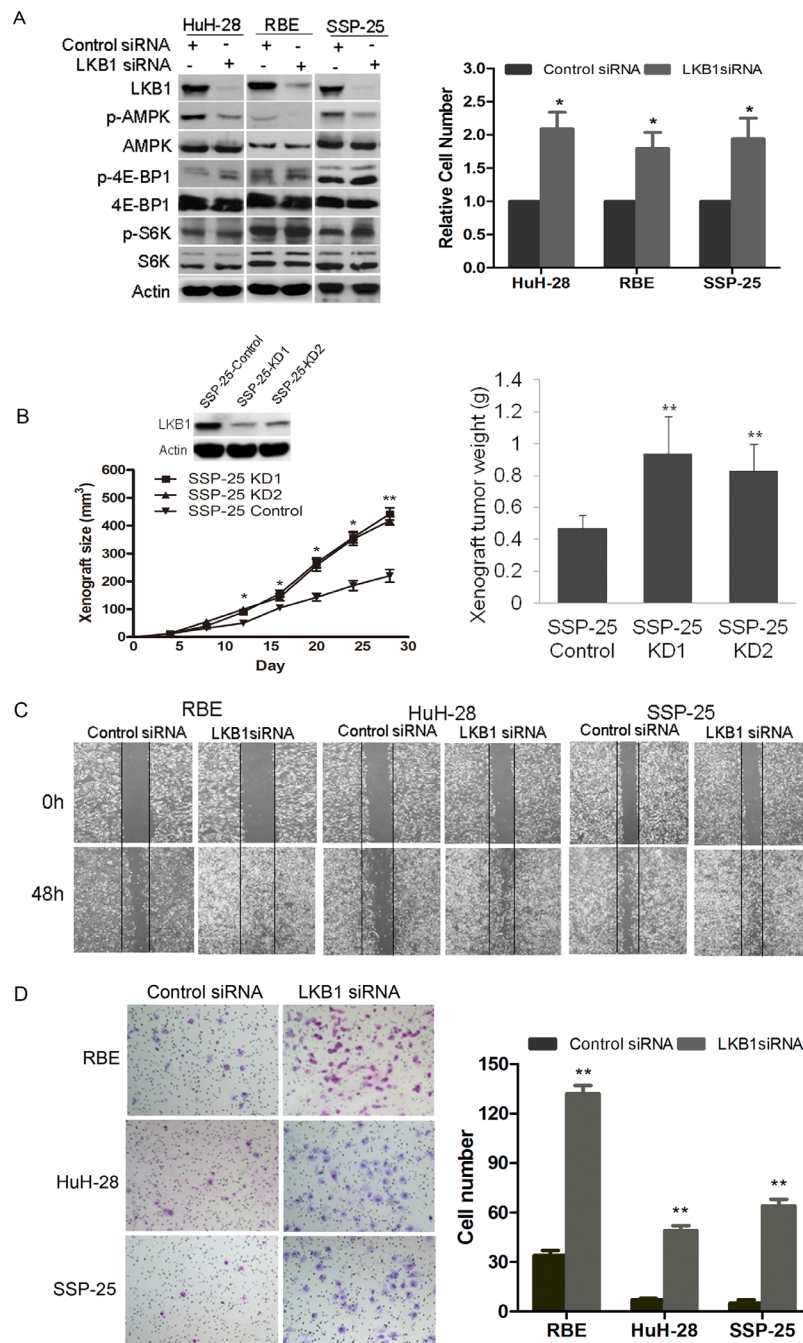 A
HuH-28 RBE SSP-25
Control siRNA + - + - + -
LKB1 siRNA - + - + - +
LKB1
p-AMPK
AMPK
p-4E-BP1
4E-BP1
p-S6K
S6K
Actin
Control siRNA LKB1siRNA
Relative Cell Number
3.0
2.5
2.0
1.5
1.0
0.5
0.0
* * *
HuH-28 RBE SSP-25
B
SSP-25-Control
SSP-25-KD1
SSP-25-KD2
LKB1
Actin
SSP-25 KD1
SSP-25 KD2
SSP-25 Control
Xenograft size (mm3)
600
500
400
300
200
100
0
* * * * **
0 5 10 15 20 25 30
Day
Xenograft tumor weight (g)
1.4
1.2
1
0.8
0.6
0.4
0.2
0
** **
SSP-25 Control
SSP-25 KD1
SSP-25 KD2
C
RBE HuH-28 SSP-25
Control siRNA LKB1siRNA Control siRNA LKB1 siRNA Control siRNA LKB1 siRNA
0h
48h
D
Control siRNA LKB1 siRNA
RBE
HuH-28
SSP-25
Control siRNA LKB1siRNA
Cell number
150
120
90
60
30
0
** ** **
RBE HuH-28 SSP-25